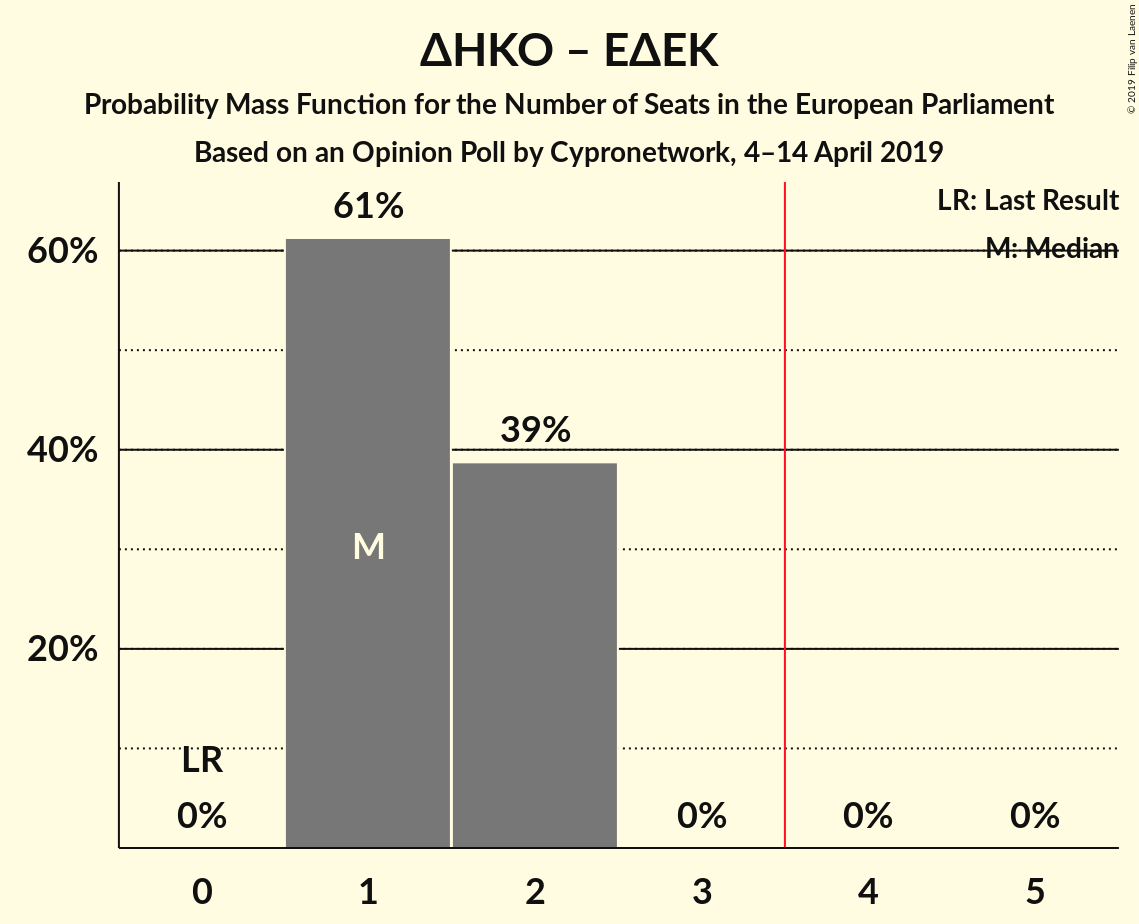 ΔΗΚΟ – ΕΔΕΚ
Probability Mass Function for the Number of Seats in the European Parliament
Based on an Opinion Poll by Cypronetwork, 4–14 April 2019
© 2019 Filip van Laenen
LR: Last Result
M: Median
60%
40%
20%
61%
39%
M
LR
0%
0%
0%
0%
0 1 2 3 4 5